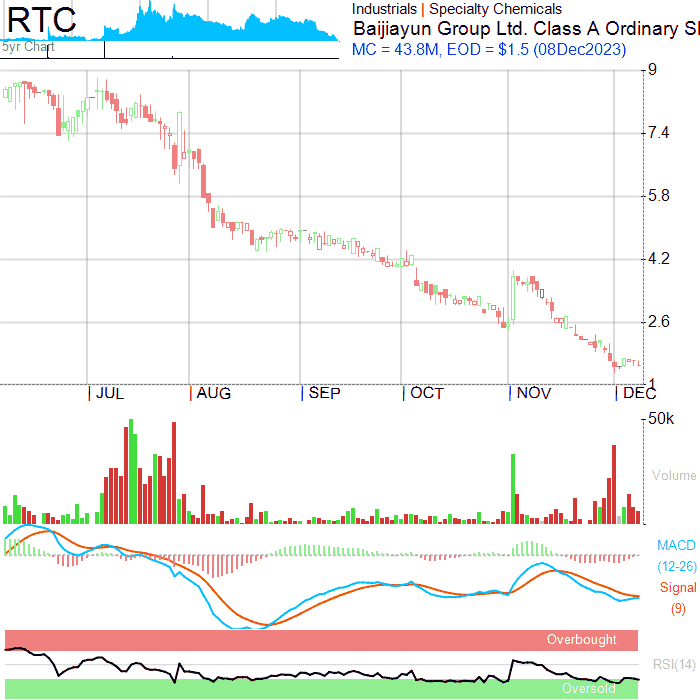 RTC
5yr Chart
Industrials | Specialty Chemicals
Baijiayun Group Ltd. Class A Ordinary S
MC = 43.8M, EOD = $1.5 (08Dec2023)
9
7.4
5.8
4.2
2.6
1
JUL AUG SEP OCT NOV DEC
50k
Volume
MACD
(12-26)
Signal
(9)
Overbought
RSI(14)
Oversold